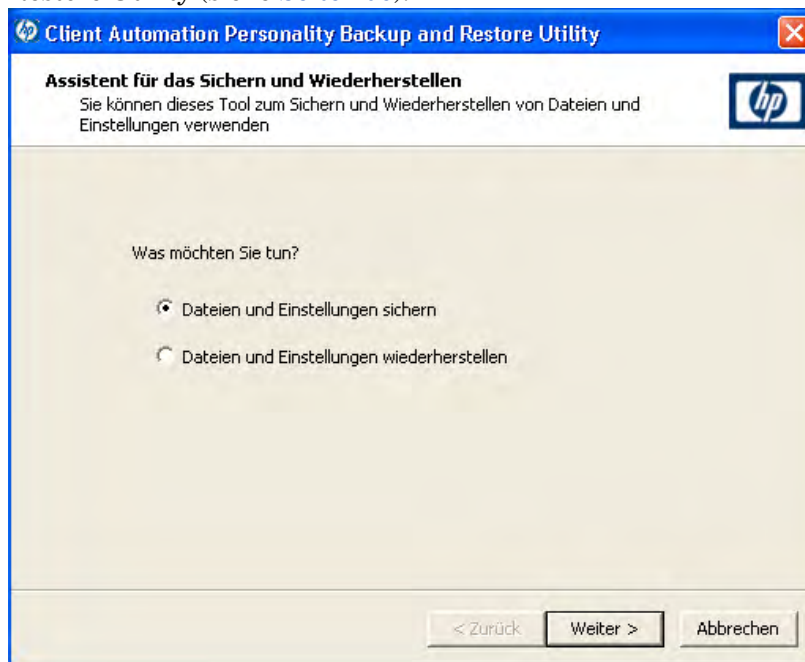 Client Automation Personality Backup and Restore Utility
Assistent für das Sichern und Wiederherstellen
Sie können dieses Tool zum Sichern und Wiederherstellen von Dateien und
Einstellungen verwenden
hp
Was möchten Sie tun?
Dateien und Einstellungen sichern
Dateien und Einstellungen wiederherstellen
< Zurück Weiter > Abbrechen